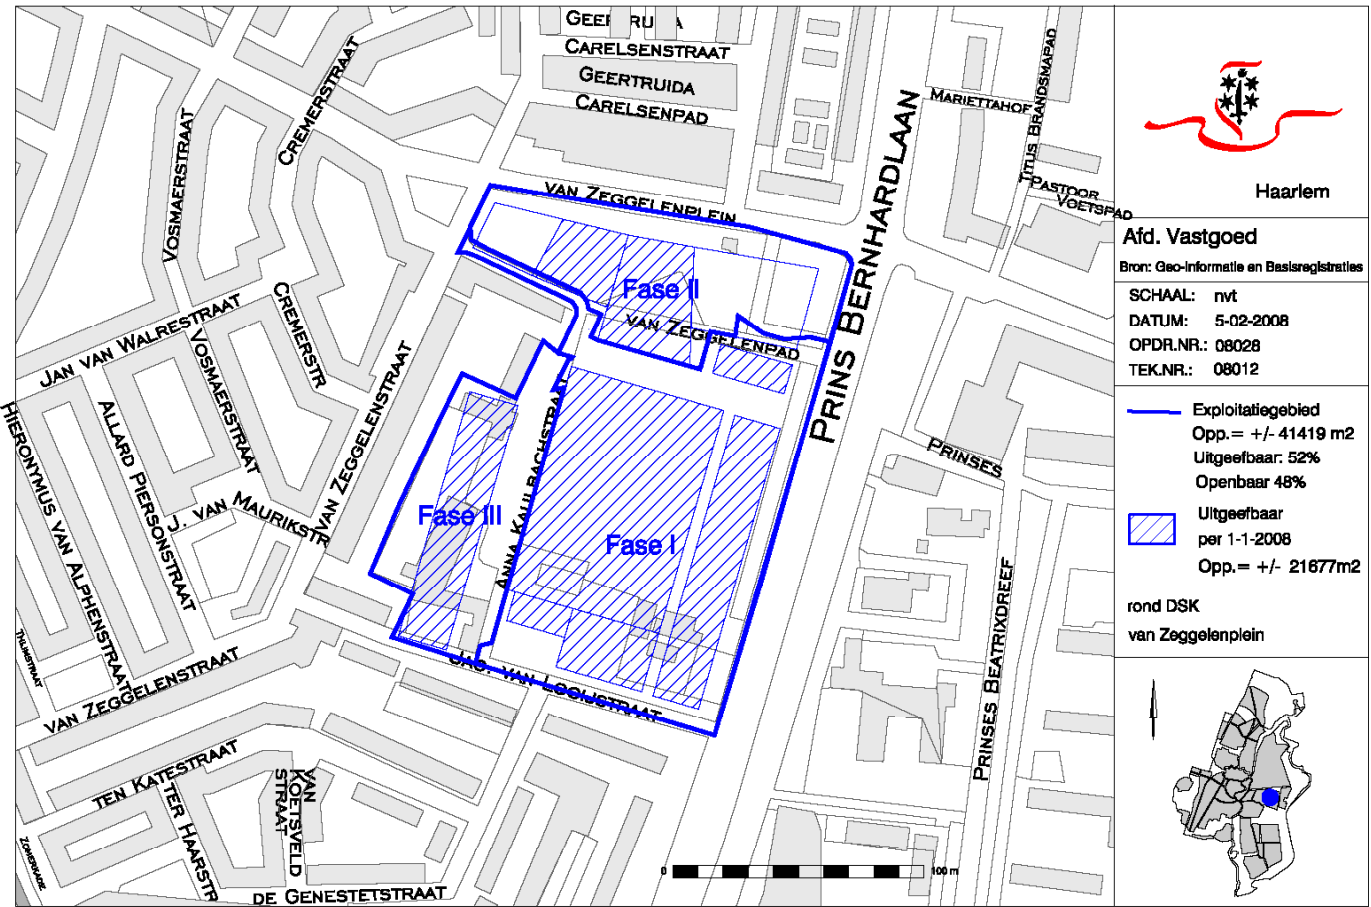 GEERTRUIDA
CARELSENSTRAAT
GEERTRUIDA
CARELSENPAD
CREMERSTRAAT
VOSMAERSTRAAT
PRINS BERNHARDLAAN
MARIETTAHOF
TITUS BRANDSMAPAD
PASTOOR
VOETSPAD
VAN ZEGGELENPLEIN
Fase II
VAN ZEGGELENPAD
JAN VAN WALRESTRAAT
CREMERSTR
VOSMAERSTRAAT
VAN ZEGGELENSTRAAT
HIERONYMUS VAN ALPHENSTRAAT
ALLARD PIERSONSTRAAT
J. VAN MAURIKSTR
ANNA KAULBACHSTRAAT
Fase III
Fase I
PRINSES
PRINSES BEATRIXDREEF
JAC. VAN LOOIJSTRAAT
VAN ZEGGELENSTRAAT
TEN KATESTRAAT
TER HAARSTR
VAN
KOETSVELD
STRAAT
DE GENESTETSTRAAT
ZOMERKADE
0
100 m
Haarlem
Afd. Vastgoed
Bron: Geo-informatie en Basisregistraties
SCHAAL: nvt
DATUM: 5-02-2008
OPDR.NR.: 08028
TEK.NR.: 08012
Exploitatiegebied
Opp.= +/- 41419 m2
Uitgeefbaar: 52%
Openbaar 48%
Uitgeefbaar
per 1-1-2008
Opp.= +/- 21677m2
rond DSK
van Zeggelenplein